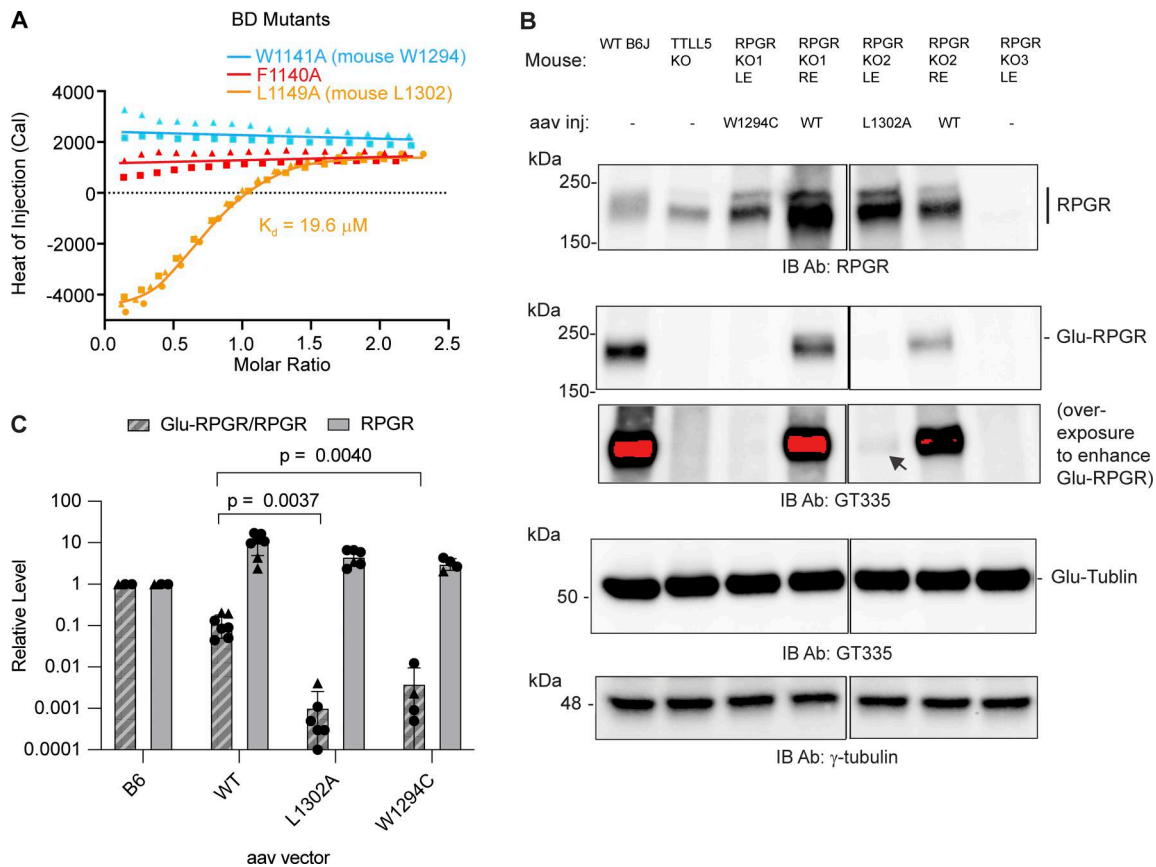 A
BD Mutants
W1141A (mouse W1294)
F1140A
L1149A (mouse L1302)
Heat of Injection (Cal)
4000
2000
0
-2000
-4000
Kd = 19.6 μM
0.0 0.5 1.0 1.5 2.0 2.5
Molar Ratio
B
Mouse:
WT B6J
TTLL5
KO
RPGR
KO1
LE
RPGR
KO1
RE
RPGR
KO2
LE
RPGR
KO2
RE
RPGR
KO3
LE
aav inj: - - W1294C WT L1302A WT -
kDa
250-
150-
RPGR
IB Ab: RPGR
kDa
250-
150-
- Glu-RPGR
(over-
exposure
to enhance
Glu-RPGR)
IB Ab: GT335
kDa
50 -
- Glu-Tublin
IB Ab: GT335
kDa
48 -
IB Ab: γ-tubulin
C
Glu-RPGR/RPGR RPGR
p = 0.0040
p = 0.0037
Relative Level
100
10
1
0.1
0.01
0.001
0.0001
B6 WT L1302A W1294C
aav vector